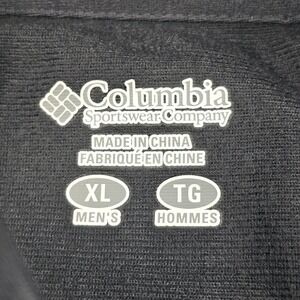 Columbia
Sportswear Company
MADE IN CHINA
FABRIQUÉ EN CHINE
XL TG
MEN'S HOMMES